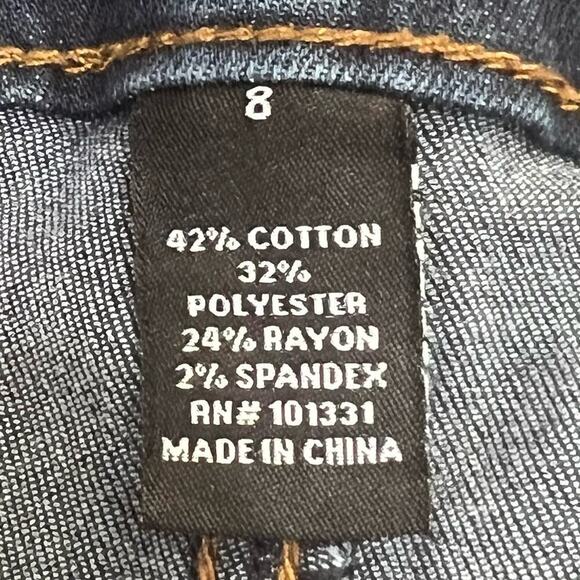 8
42% COTTON
32%
POLYESTER
24% RAYON
2% SPANDEX
RN# 101331
MADE IN CHINA